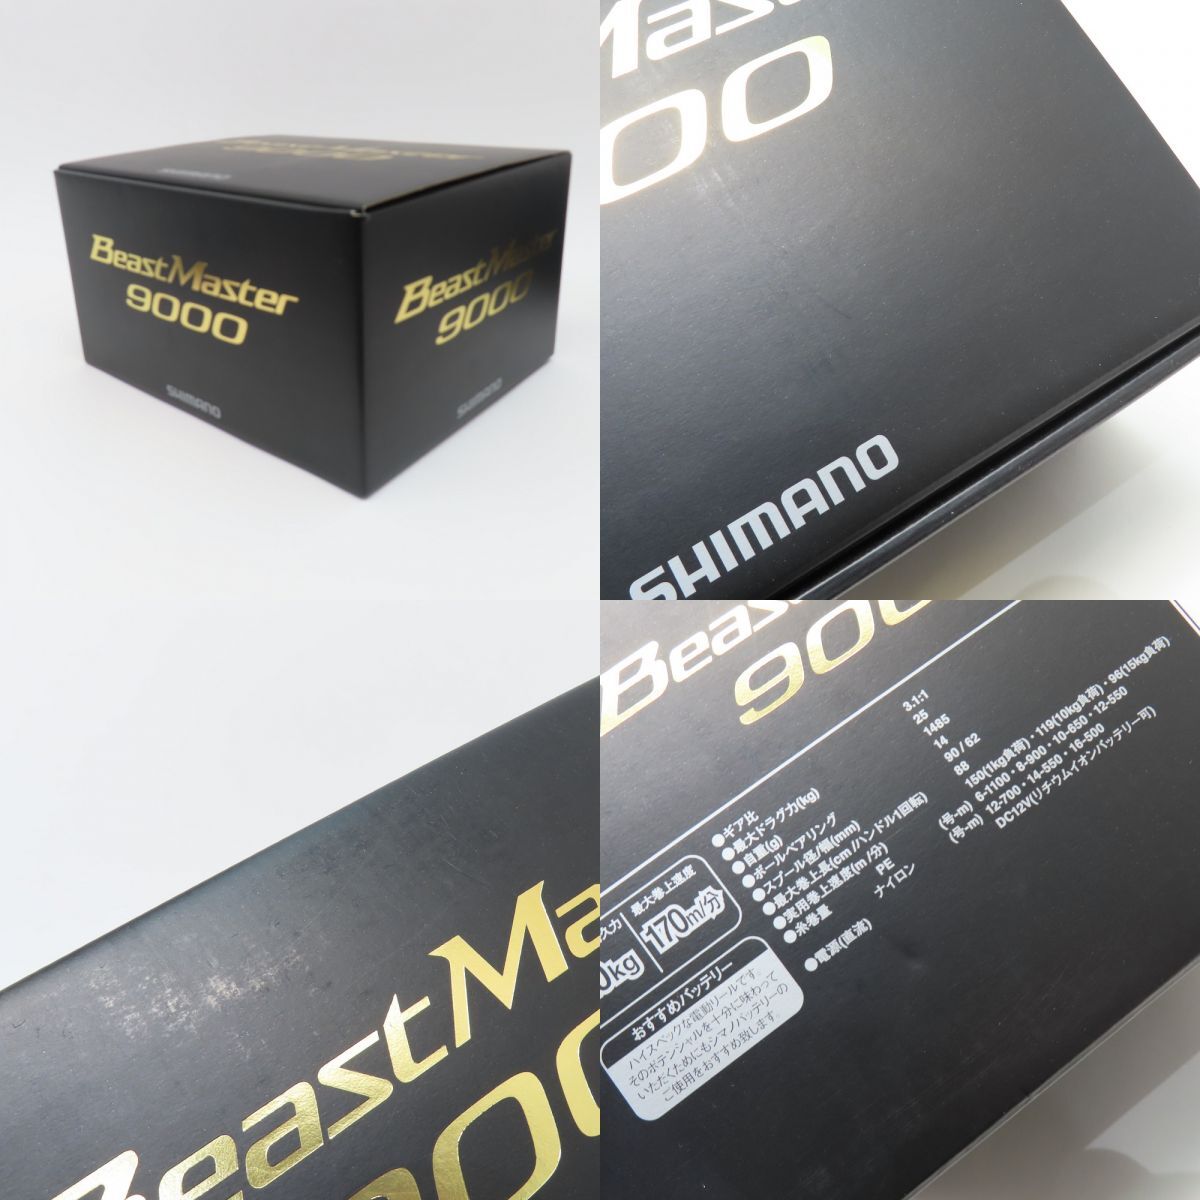 BeastMaster
9000
SHIMANO
BeastMaster
9000
SHIMANO
BeastMaster
9000
SHIMANO
SHIMANO
BeastMa
900
Beas
900
●ギア比 3.1:1
●最大ドラグ力(kg) 25
●自重(g) 1485
●ボールベアリング 14
●スプール径/幅(mm) 90/62
●最大巻上長(cm/ハンドル1回転) 88
●実用巻上速度(m/分) 150(1kg負荷)・119(10kg負荷)・96(15kg負荷)
●糸巻量 PE (号-m) 6-1100・8-900・10-650・12-550
ナイロン (号-m) 12-700・14-550・16-500
●電源(直流) DC12V(リチウムイオンバッテリー可)
久力
0kg
最大巻上速度
170m/分
おすすめバッテリー
ハイスペックな電動リールです。
そのポテンシャルを十分に味わって
いただくためにもシマノバッテリーの
ご使用をおすすめ致します。